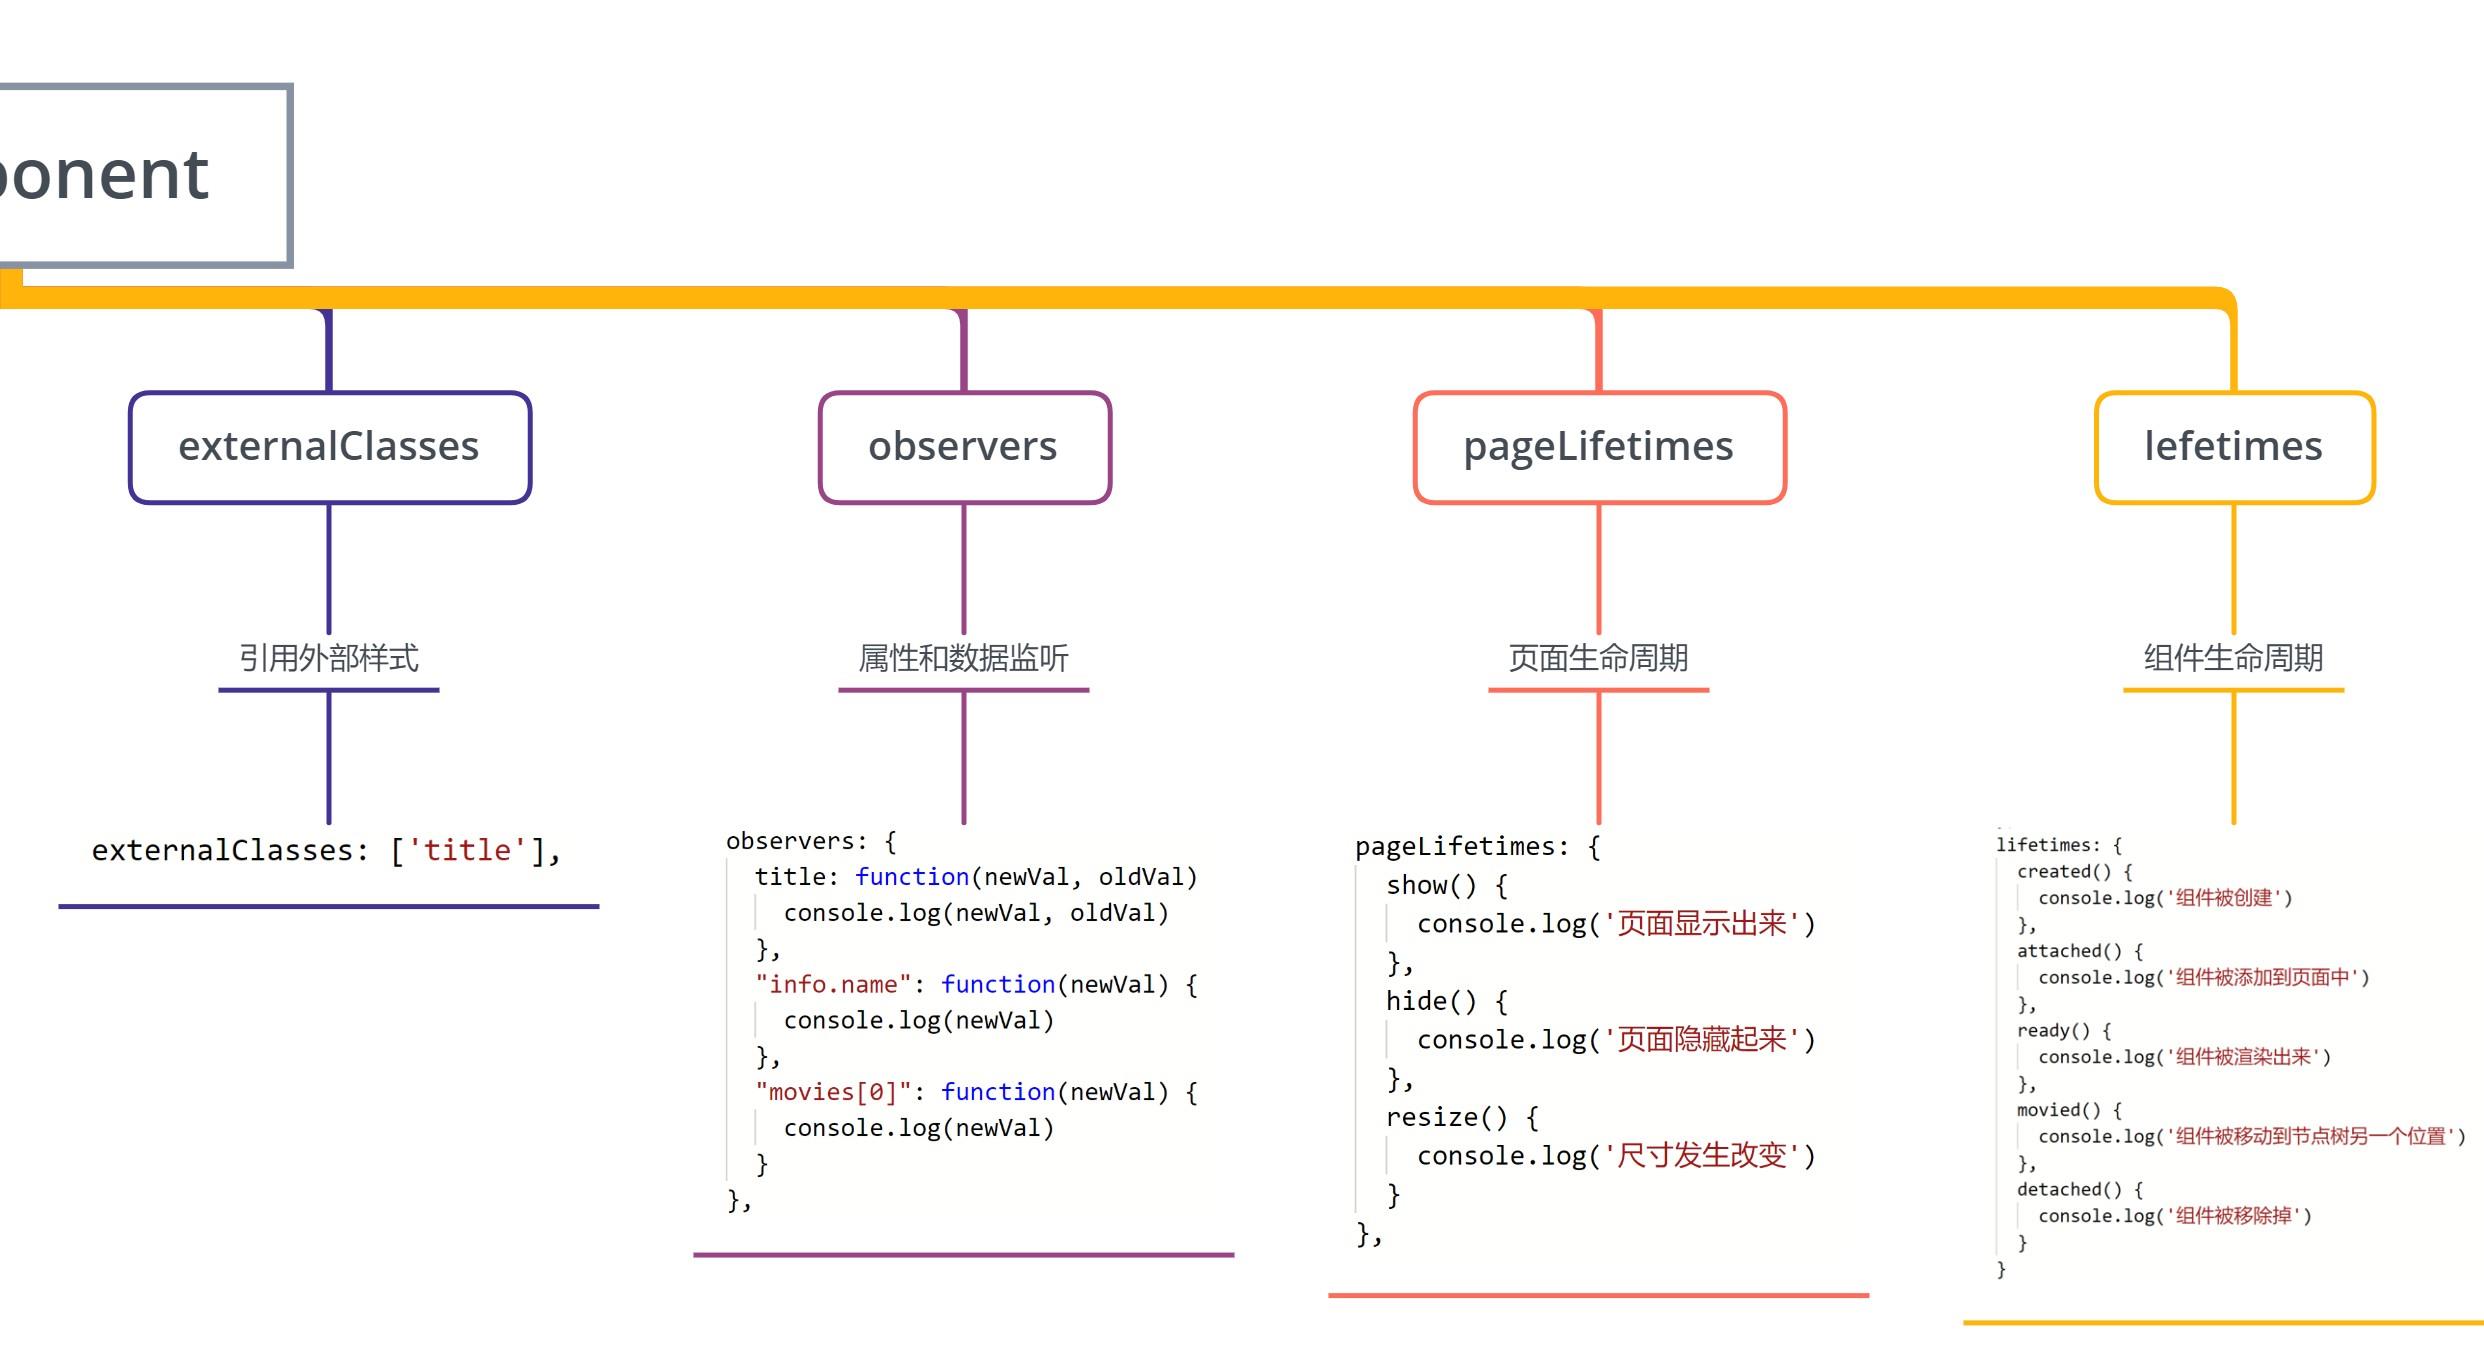 ponent
externalClasses
observers
pageLifetimes
lefetimes
引用外部样式
属性和数据监听
页面生命周期
组件生命周期
externalClasses: ['title'],
observers: {
title: function(newVal, oldVal)
console.log(newVal, oldVal)
},
"info.name": function(newVal) {
console.log(newVal)
},
"movies[0]": function(newVal) {
console.log(newVal)
}
},
pageLifetimes: {
show() {
console.log('页面显示出来')
},
hide() {
console.log('页面隐藏起来')
},
resize() {
console.log('尺寸发生改变')
}
},
lifetimes: {
created() {
console.log('组件被创建')
},
attached() {
console.log('组件被添加到页面中')
},
ready() {
console.log('组件被渲染出来')
},
movied() {
console.log('组件被移动到节点树另一个位置')
},
detached() {
console.log('组件被移除掉')
}
}